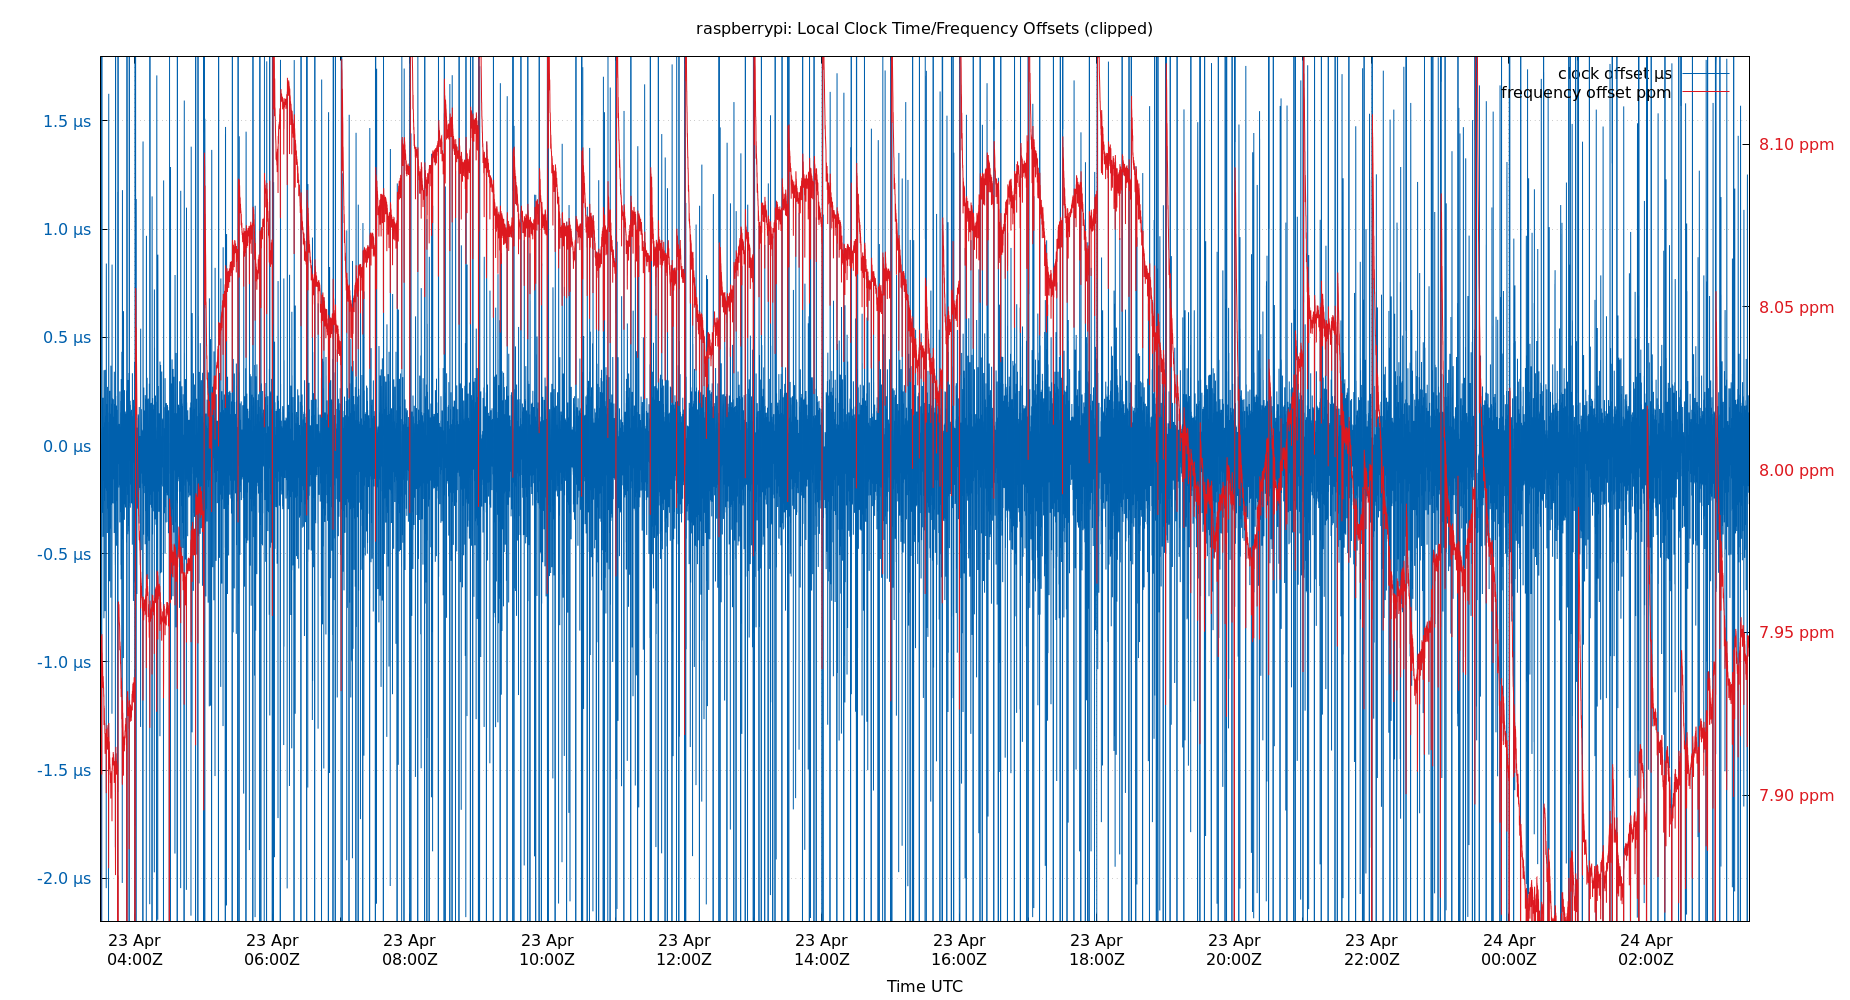 raspberrypi: Local Clock Time/Frequency Offsets (clipped)
clock offset µs
frequency offset ppm
1.5 µs
1.0 µs
0.5 µs
0.0 µs
-0.5 µs
-1.0 µs
-1.5 µs
-2.0 µs
8.10 ppm
8.05 ppm
8.00 ppm
7.95 ppm
7.90 ppm
23 Apr 23 Apr 23 Apr 23 Apr 23 Apr 23 Apr 23 Apr 23 Apr 23 Apr 23 Apr 24 Apr 24 Apr
04:00Z 06:00Z 08:00Z 10:00Z 12:00Z 14:00Z 16:00Z 18:00Z 20:00Z 22:00Z 00:00Z 02:00Z
Time UTC